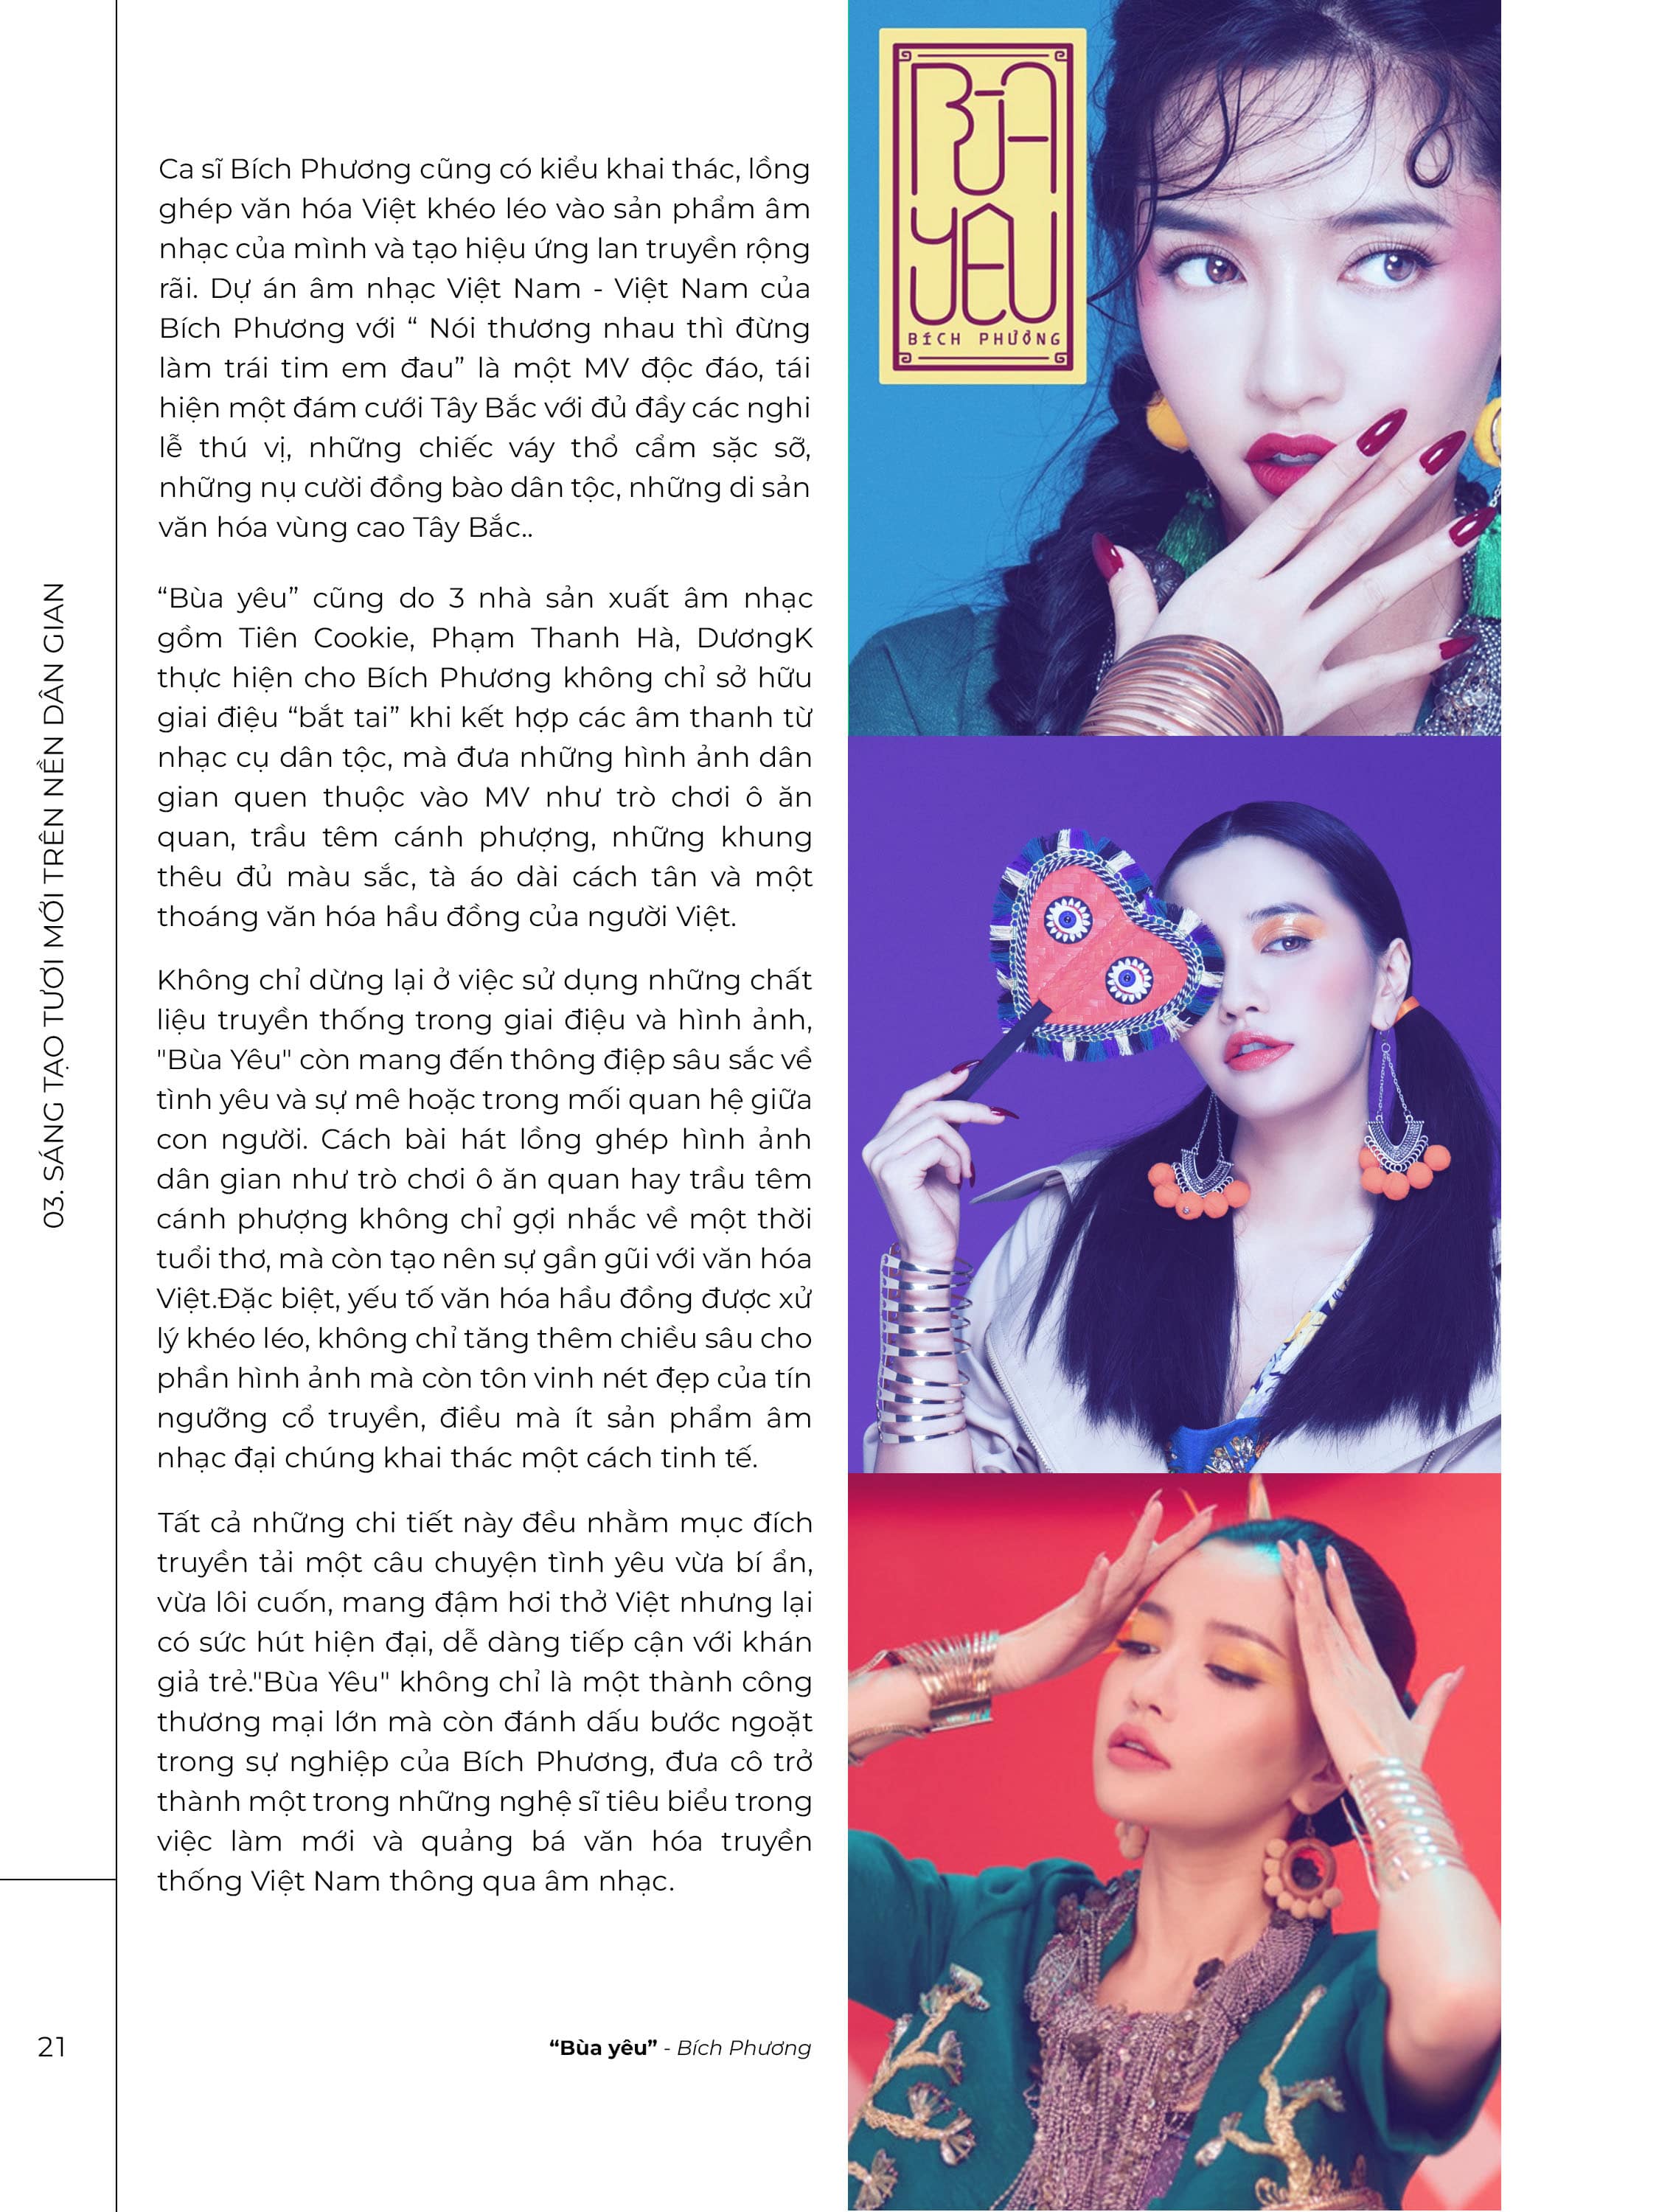 03. SÁNG TẠO TƯƠI MỚI TRÊN NỀN DÂN GIAN
Ca sĩ Bích Phương cũng có kiểu khai thác, lồng
ghép văn hóa Việt khéo léo vào sản phẩm âm
nhạc của mình và tạo hiệu ứng lan truyền rộng
rãi. Dự án âm nhạc Việt Nam - Việt Nam của
Bích Phương với “ Nói thương nhau thì đừng
làm trái tim em đau” là một MV độc đáo, tái
hiện một đám cưới Tây Bắc với đủ đầy các nghi
lễ thú vị, những chiếc váy thổ cẩm sặc sỡ,
những nụ cười đồng bào dân tộc, những di sản
văn hóa vùng cao Tây Bắc..
“Bùa yêu” cũng do 3 nhà sản xuất âm nhạc
gồm Tiên Cookie, Phạm Thanh Hà, DươngK
thực hiện cho Bích Phương không chỉ sở hữu
giai điệu “bắt tai” khi kết hợp các âm thanh từ
nhạc cụ dân tộc, mà đưa những hình ảnh dân
gian quen thuộc vào MV như trò chơi ô ăn
quan, trầu têm cánh phượng, những khung
thêu đủ màu sắc, tà áo dài cách tân và một
thoáng văn hóa hầu đồng của người Việt.
Không chỉ dừng lại ở việc sử dụng những chất
liệu truyền thống trong giai điệu và hình ảnh,
"Bùa Yêu" còn mang đến thông điệp sâu sắc về
tình yêu và sự mê hoặc trong mối quan hệ giữa
con người. Cách bài hát lồng ghép hình ảnh
dân gian như trò chơi ô ăn quan hay trầu têm
cánh phượng không chỉ gợi nhắc về một thời
tuổi thơ, mà còn tạo nên sự gần gũi với văn hóa
Việt.Đặc biệt, yếu tố văn hóa hầu đồng được xử
lý khéo léo, không chỉ tăng thêm chiều sâu cho
phần hình ảnh mà còn tôn vinh nét đẹp của tín
ngưỡng cổ truyền, điều mà ít sản phẩm âm
nhạc đại chúng khai thác một cách tinh tế.
Tất cả những chi tiết này đều nhằm mục đích
truyền tải một câu chuyện tình yêu vừa bí ẩn,
vừa lôi cuốn, mang đậm hơi thở Việt nhưng lại
có sức hút hiện đại, dễ dàng tiếp cận với khán
giả trẻ."Bùa Yêu" không chỉ là một thành công
thương mại lớn mà còn đánh dấu bước ngoặt
trong sự nghiệp của Bích Phương, đưa cô trở
thành một trong những nghệ sĩ tiêu biểu trong
việc làm mới và quảng bá văn hóa truyền
thống Việt Nam thông qua âm nhạc.
“Bùa yêu” - Bích Phương
21
BÙA
YÊU
BÍCH PHƯƠNG